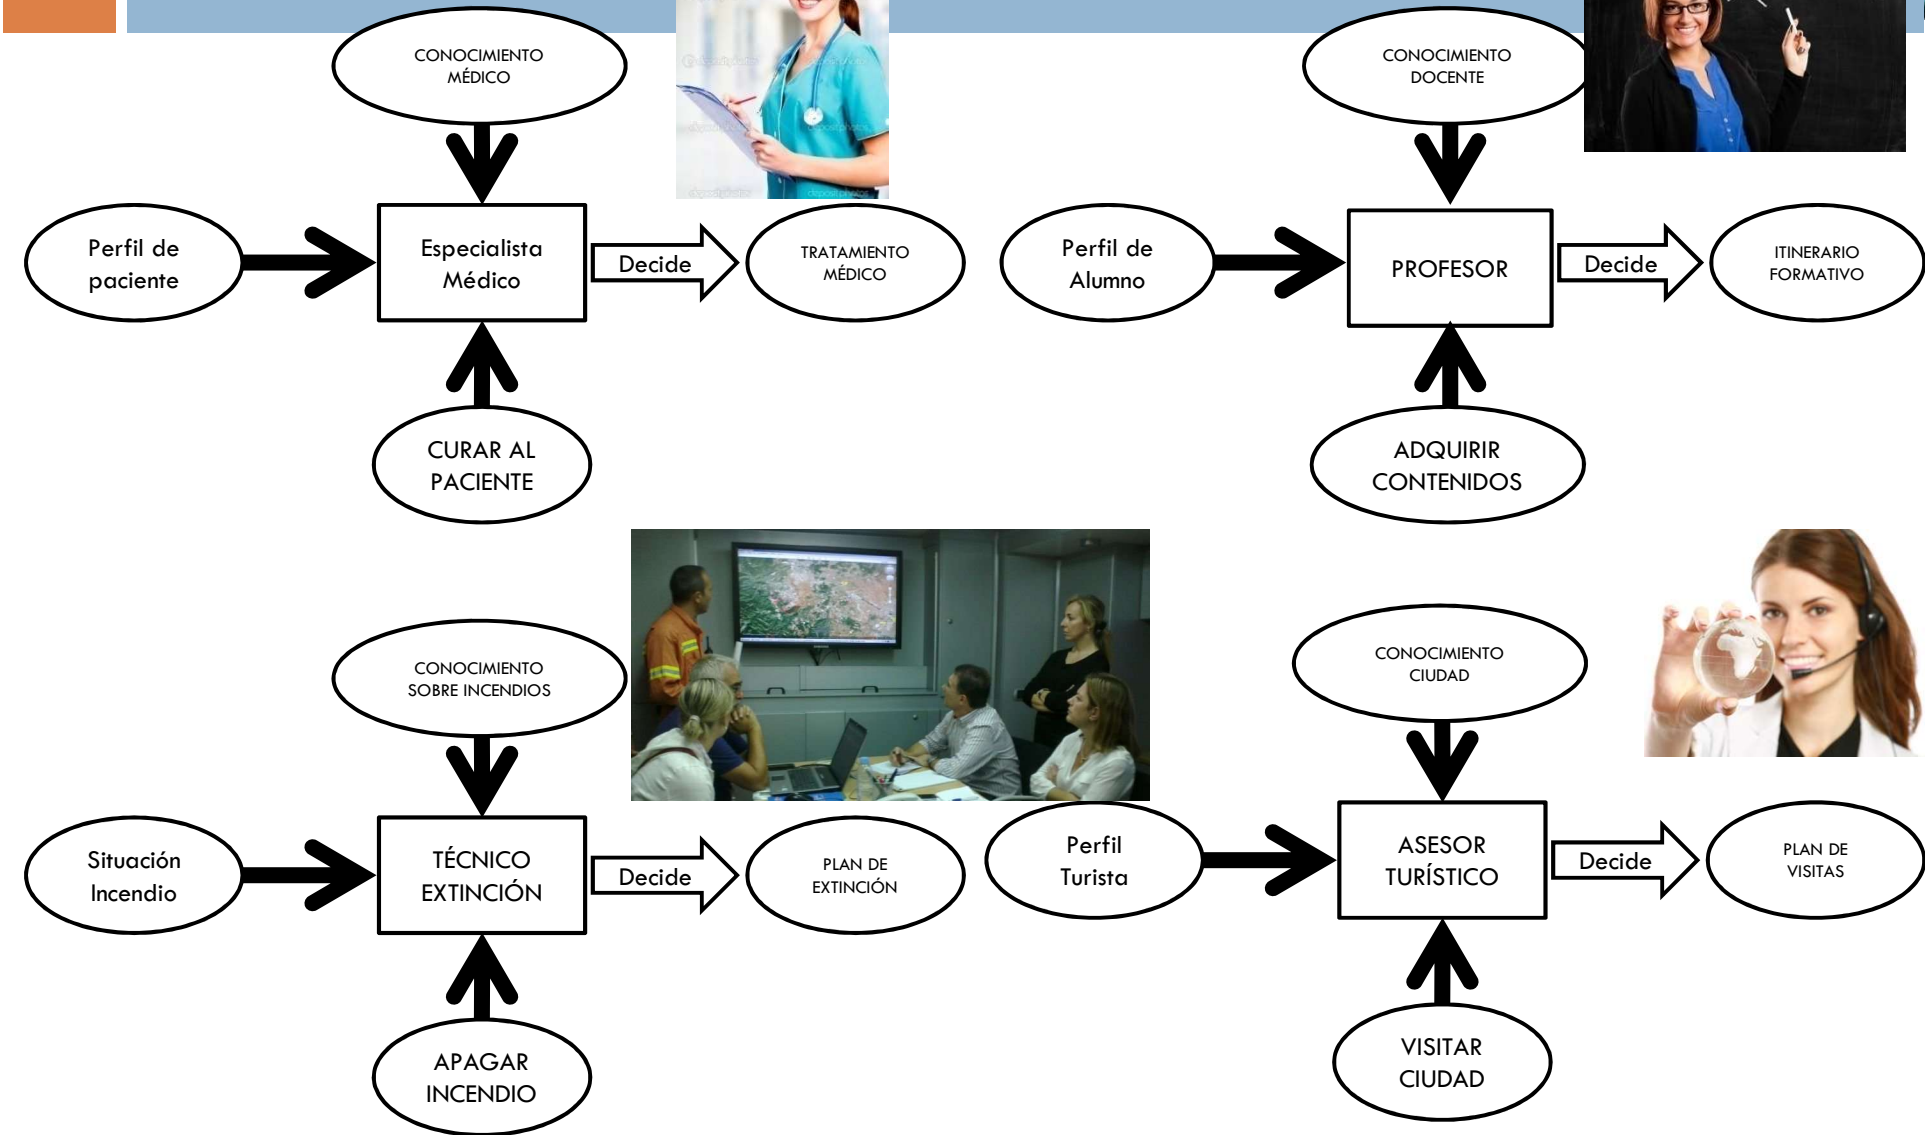 CONOCIMIENTO
MÉDICO
Perfil de
paciente
Especialista
Médico
Decide
TRATAMIENTO
MÉDICO
CURAR AL
PACIENTE
CONOCIMIENTO
DOCENTE
Perfil de
Alumno
PROFESOR
Decide
ITINERARIO
FORMATIVO
ADQUIRIR
CONTENIDOS
CONOCIMIENTO
SOBRE INCENDIOS
Situación
Incendio
TÉCNICO
EXTINCIÓN
Decide
PLAN DE
EXTINCIÓN
APAGAR
INCENDIO
CONOCIMIENTO
CIUDAD
Perfil
Turista
ASESOR
TURÍSTICO
Decide
PLAN DE
VISITAS
VISITAR
CIUDAD